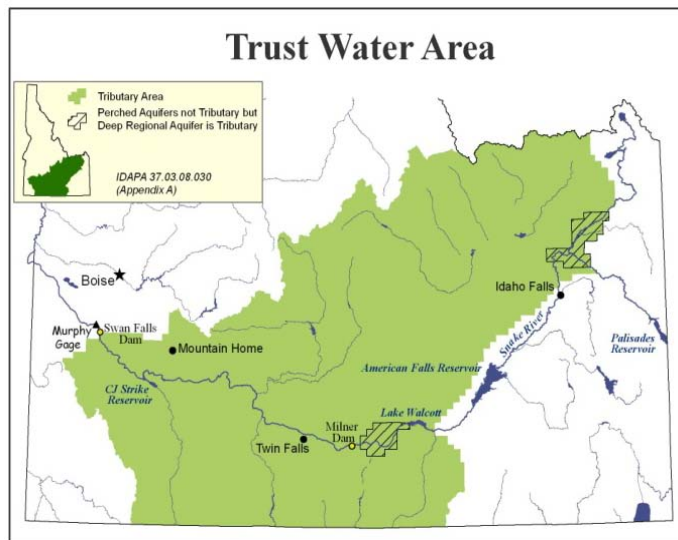 Trust Water Area
Tributary Area
Perched Aquifers not Tributary but
Deep Regional Aquifer is Tributary
IDAPA 37.03.08.030
(Appendix A)
Boise
Idaho Falls
Murphy
Gage
Swan Falls
Dam
Mountain Home
Snake River
Palisades
Reservoir
American Falls Reservoir
CJ Strike
Reservoir
Lake Walcott
Milner
Dam
Twin Falls